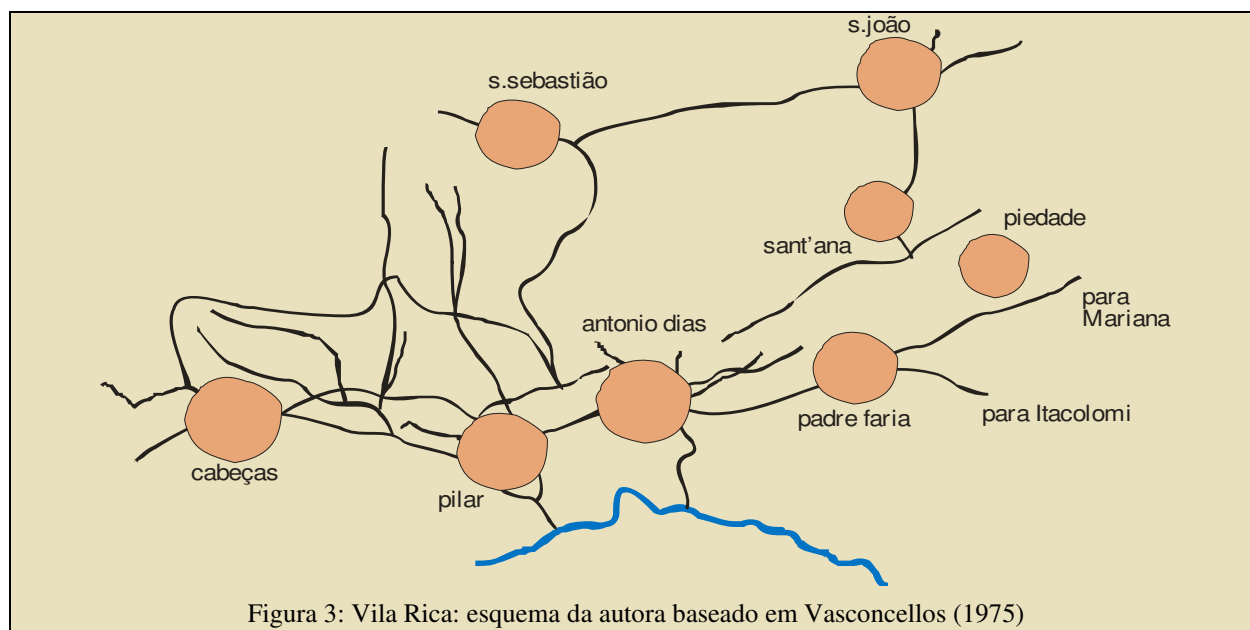 s.joão
s.sebastião
piedade
sant'ana
para
Mariana
antonio dias
padre faria
para Itacolomi
cabeças
pilar
Figura 3: Vila Rica: esquema da autora baseado em Vasconcellos (1975)